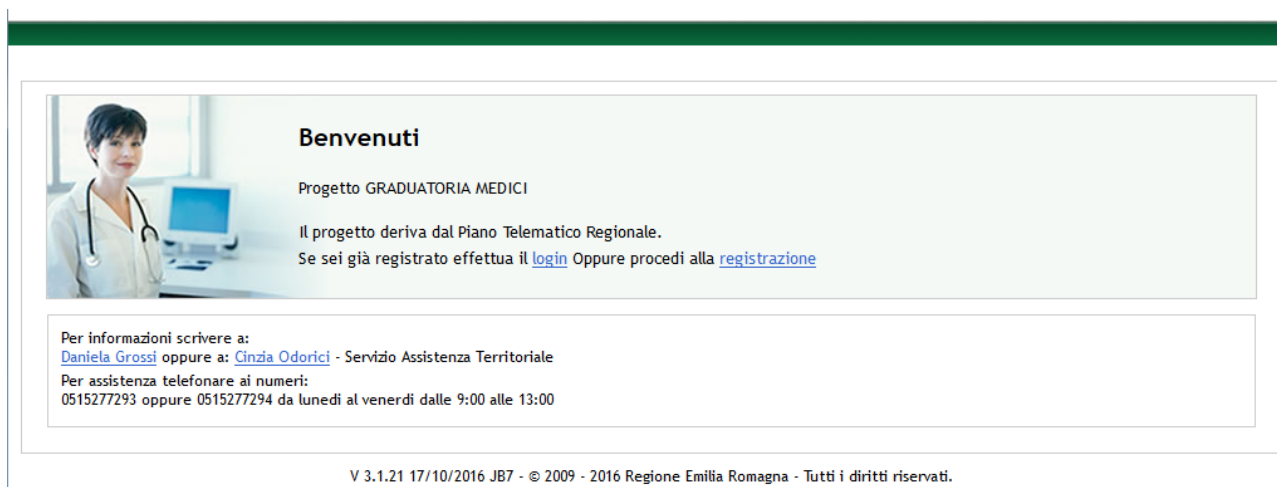 Benvenuti
Progetto GRADUATORIA MEDICI
Il progetto deriva dal Piano Telematico Regionale.
Se sei già registrato effettua il login Oppure procedi alla registrazione
Per informazioni scrivere a:
Daniela Grossi oppure a: Cinzia Odorici - Servizio Assistenza Territoriale
Per assistenza telefonare ai numeri:
0515277293 oppure 0515277294 da lunedi al venerdi dalle 9:00 alle 13:00
V 3.1.21 17/10/2016 JB7 - © 2009 - 2016 Regione Emilia Romagna - Tutti i diritti riservati.